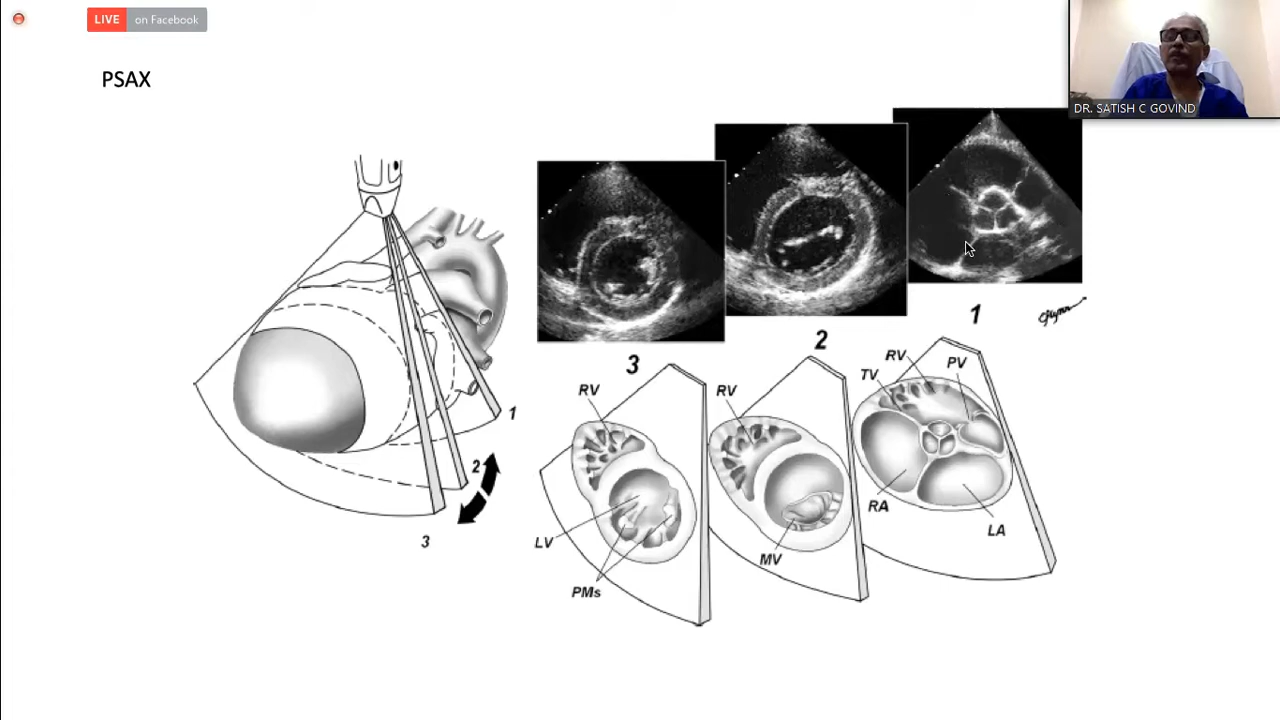 LIVE on Facebook
PSAX
DR. SATISH C GOVIND
1
2
3
RV
TV
RV
PV
RV
1
2
3
LV
PMs
MV
RA
LA